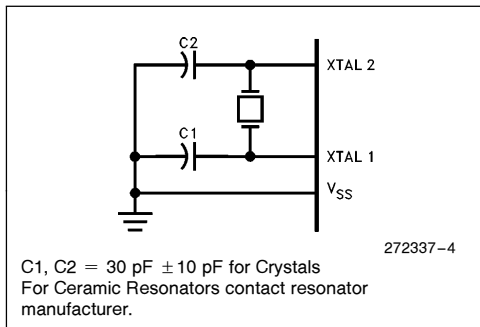 C2
XTAL 2
C1
XTAL 1
VSS
272337–4
C1, C2 = 30 pF ±10 pF for Crystals
For Ceramic Resonators contact resonator
manufacturer.